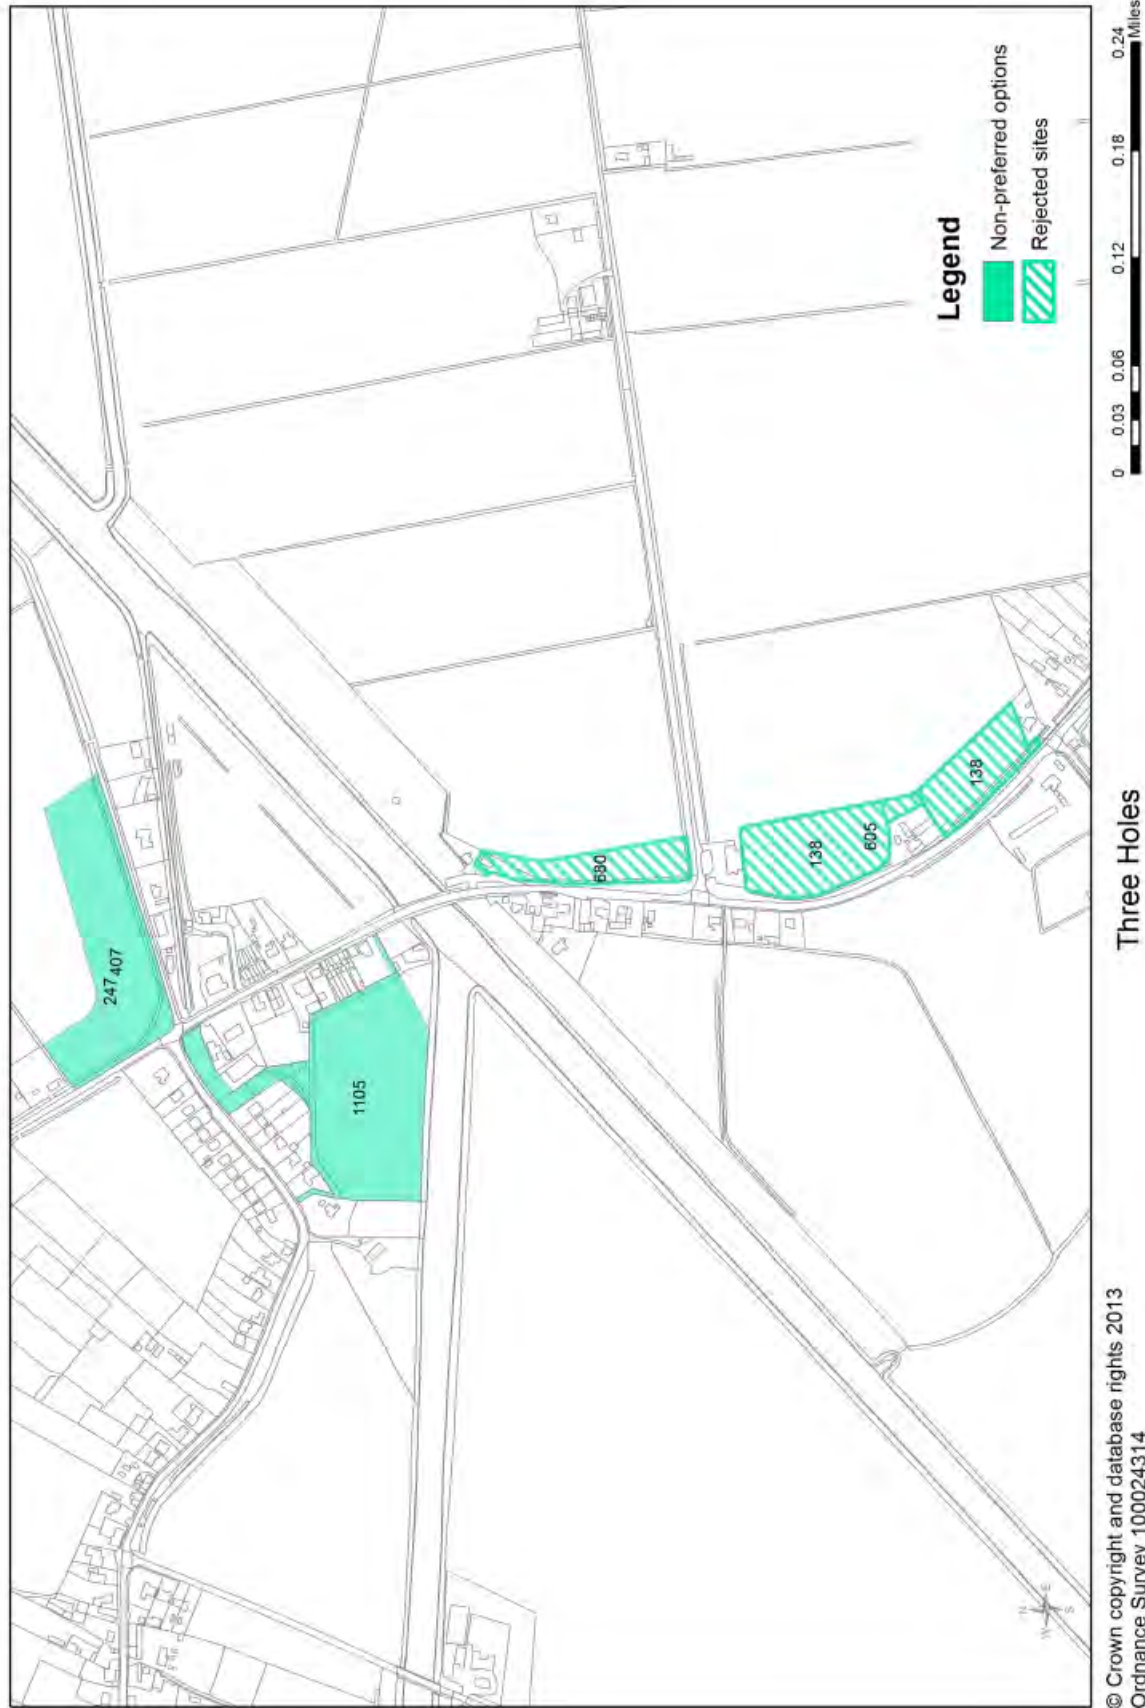 247 407
1105
680
138
605
138
Legend
Non-preferred options
Rejected sites
N
W E
S
© Crown copyright and database rights 2013
Ordnance Survey 100024314
Three Holes
0 0.03 0.06 0.12 0.18 0.24
Miles